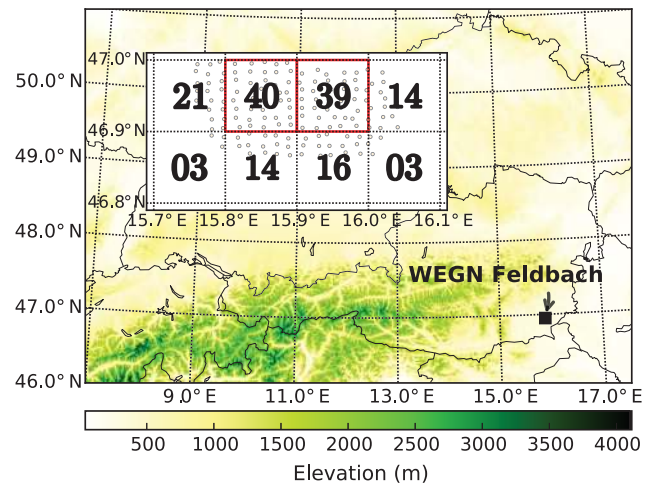 50.0° N
49.0° N
48.0° N
47.0° N
46.0° N
47.0° N
46.9° N
46.8° N
21 40 39 14
03 14 16 03
15.7° E 15.8° E 15.9° E 16.0° E 16.1° E
WEGN Feldbach
9.0° E 11.0° E 13.0° E 15.0° E 17.0° E
500 1000 1500 2000 2500 3000 3500 4000
Elevation (m)